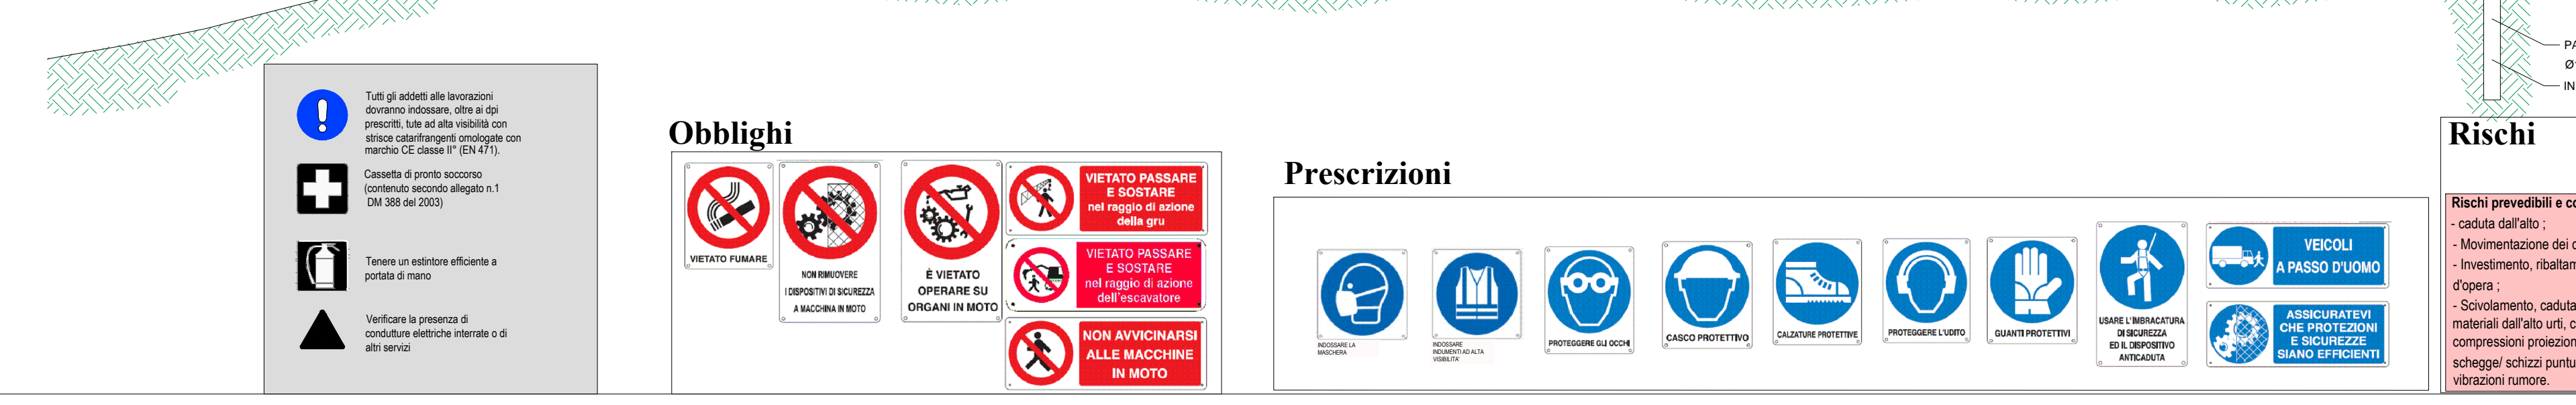 Tutti gli addetti alle lavorazioni
dovranno indossare, oltre ai dpi
prescritti, tute ad alta visibilità con
strisce catarifrangenti omologate con
marchio CE classe II° (EN 471).
Cassetta di pronto soccorso
(contenuto secondo allegato n.1
DM 388 del 2003)
Tenere un estintore efficiente a
portata di mano
Verificare la presenza di
condutture elettriche interrate o di
altri servizi
Obblighi
VIETATO FUMARE
NON RIMUOVERE
I DISPOSITIVI DI SICUREZZA
A MACCHINA IN MOTO
È VIETATO
OPERARE SU
ORGANI IN MOTO
VIETATO PASSARE
E SOSTARE
nel raggio di azione
della gru
VIETATO PASSARE
E SOSTARE
nel raggio di azione
dell'escavatore
NON AVVICINARSI
ALLE MACCHINE
IN MOTO
Prescrizioni
INDOSSARE LA
MASCHERA
INDOSSARE
INDUMENTI AD ALTA
VISIBILITA'
PROTEGGERE GLI OCCHI
CASCO PROTETTIVO
CALZATURE PROTETTIVE
PROTEGGERE L'UDITO
GUANTI PROTETTIVI
USARE L'IMBRACATURA
DI SICUREZZA
ED IL DISPOSITIVO
ANTICADUTA
VEICOLI
A PASSO D'UOMO
ASSICURATEVI
CHE PROTEZIONI
E SICUREZZE
SIANO EFFICIENTI
PA
Ø
IN
Rischi
Rischi prevedibili e co
- caduta dall'alto ;
- Movimentazione dei c
- Investimento, ribaltam
d'opera ;
- Scivolamento, caduta
materiali dall'alto urti, c
compressioni proiezion
schegge/ schizzi puntu
vibrazioni rumore.